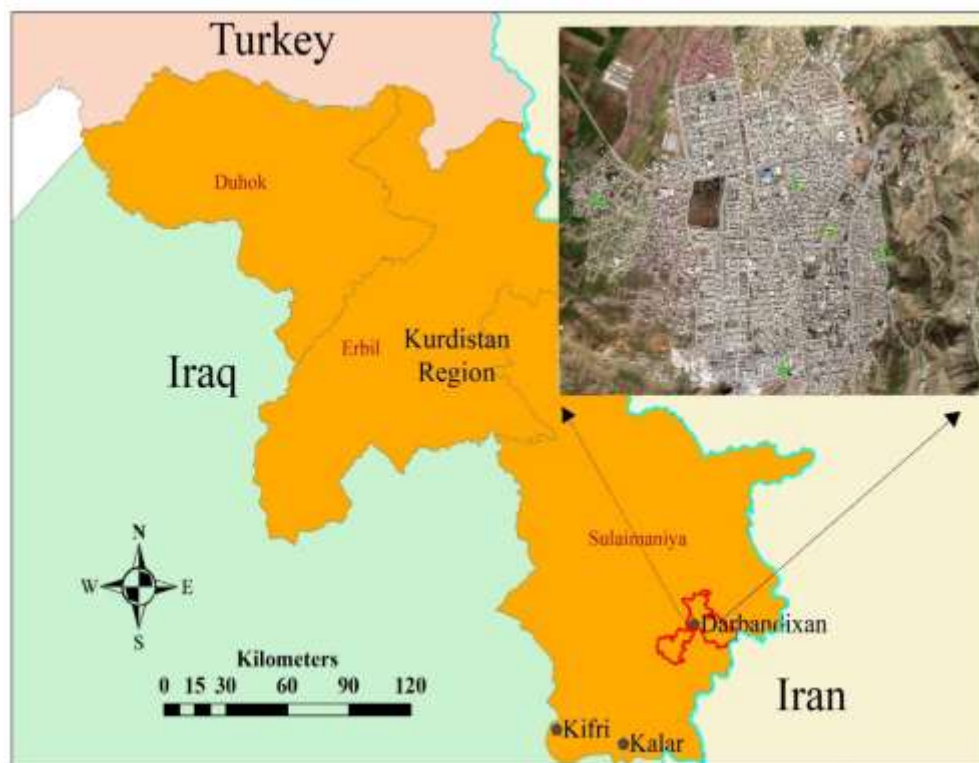 Turkey
Duhok
Erbil
Kurdistan
Region
Iraq
Sulaimaniya
N
W E
S
Darbandixan
Kilometers
0 15 30 60 90 120
Iran
Kifri
Kalar